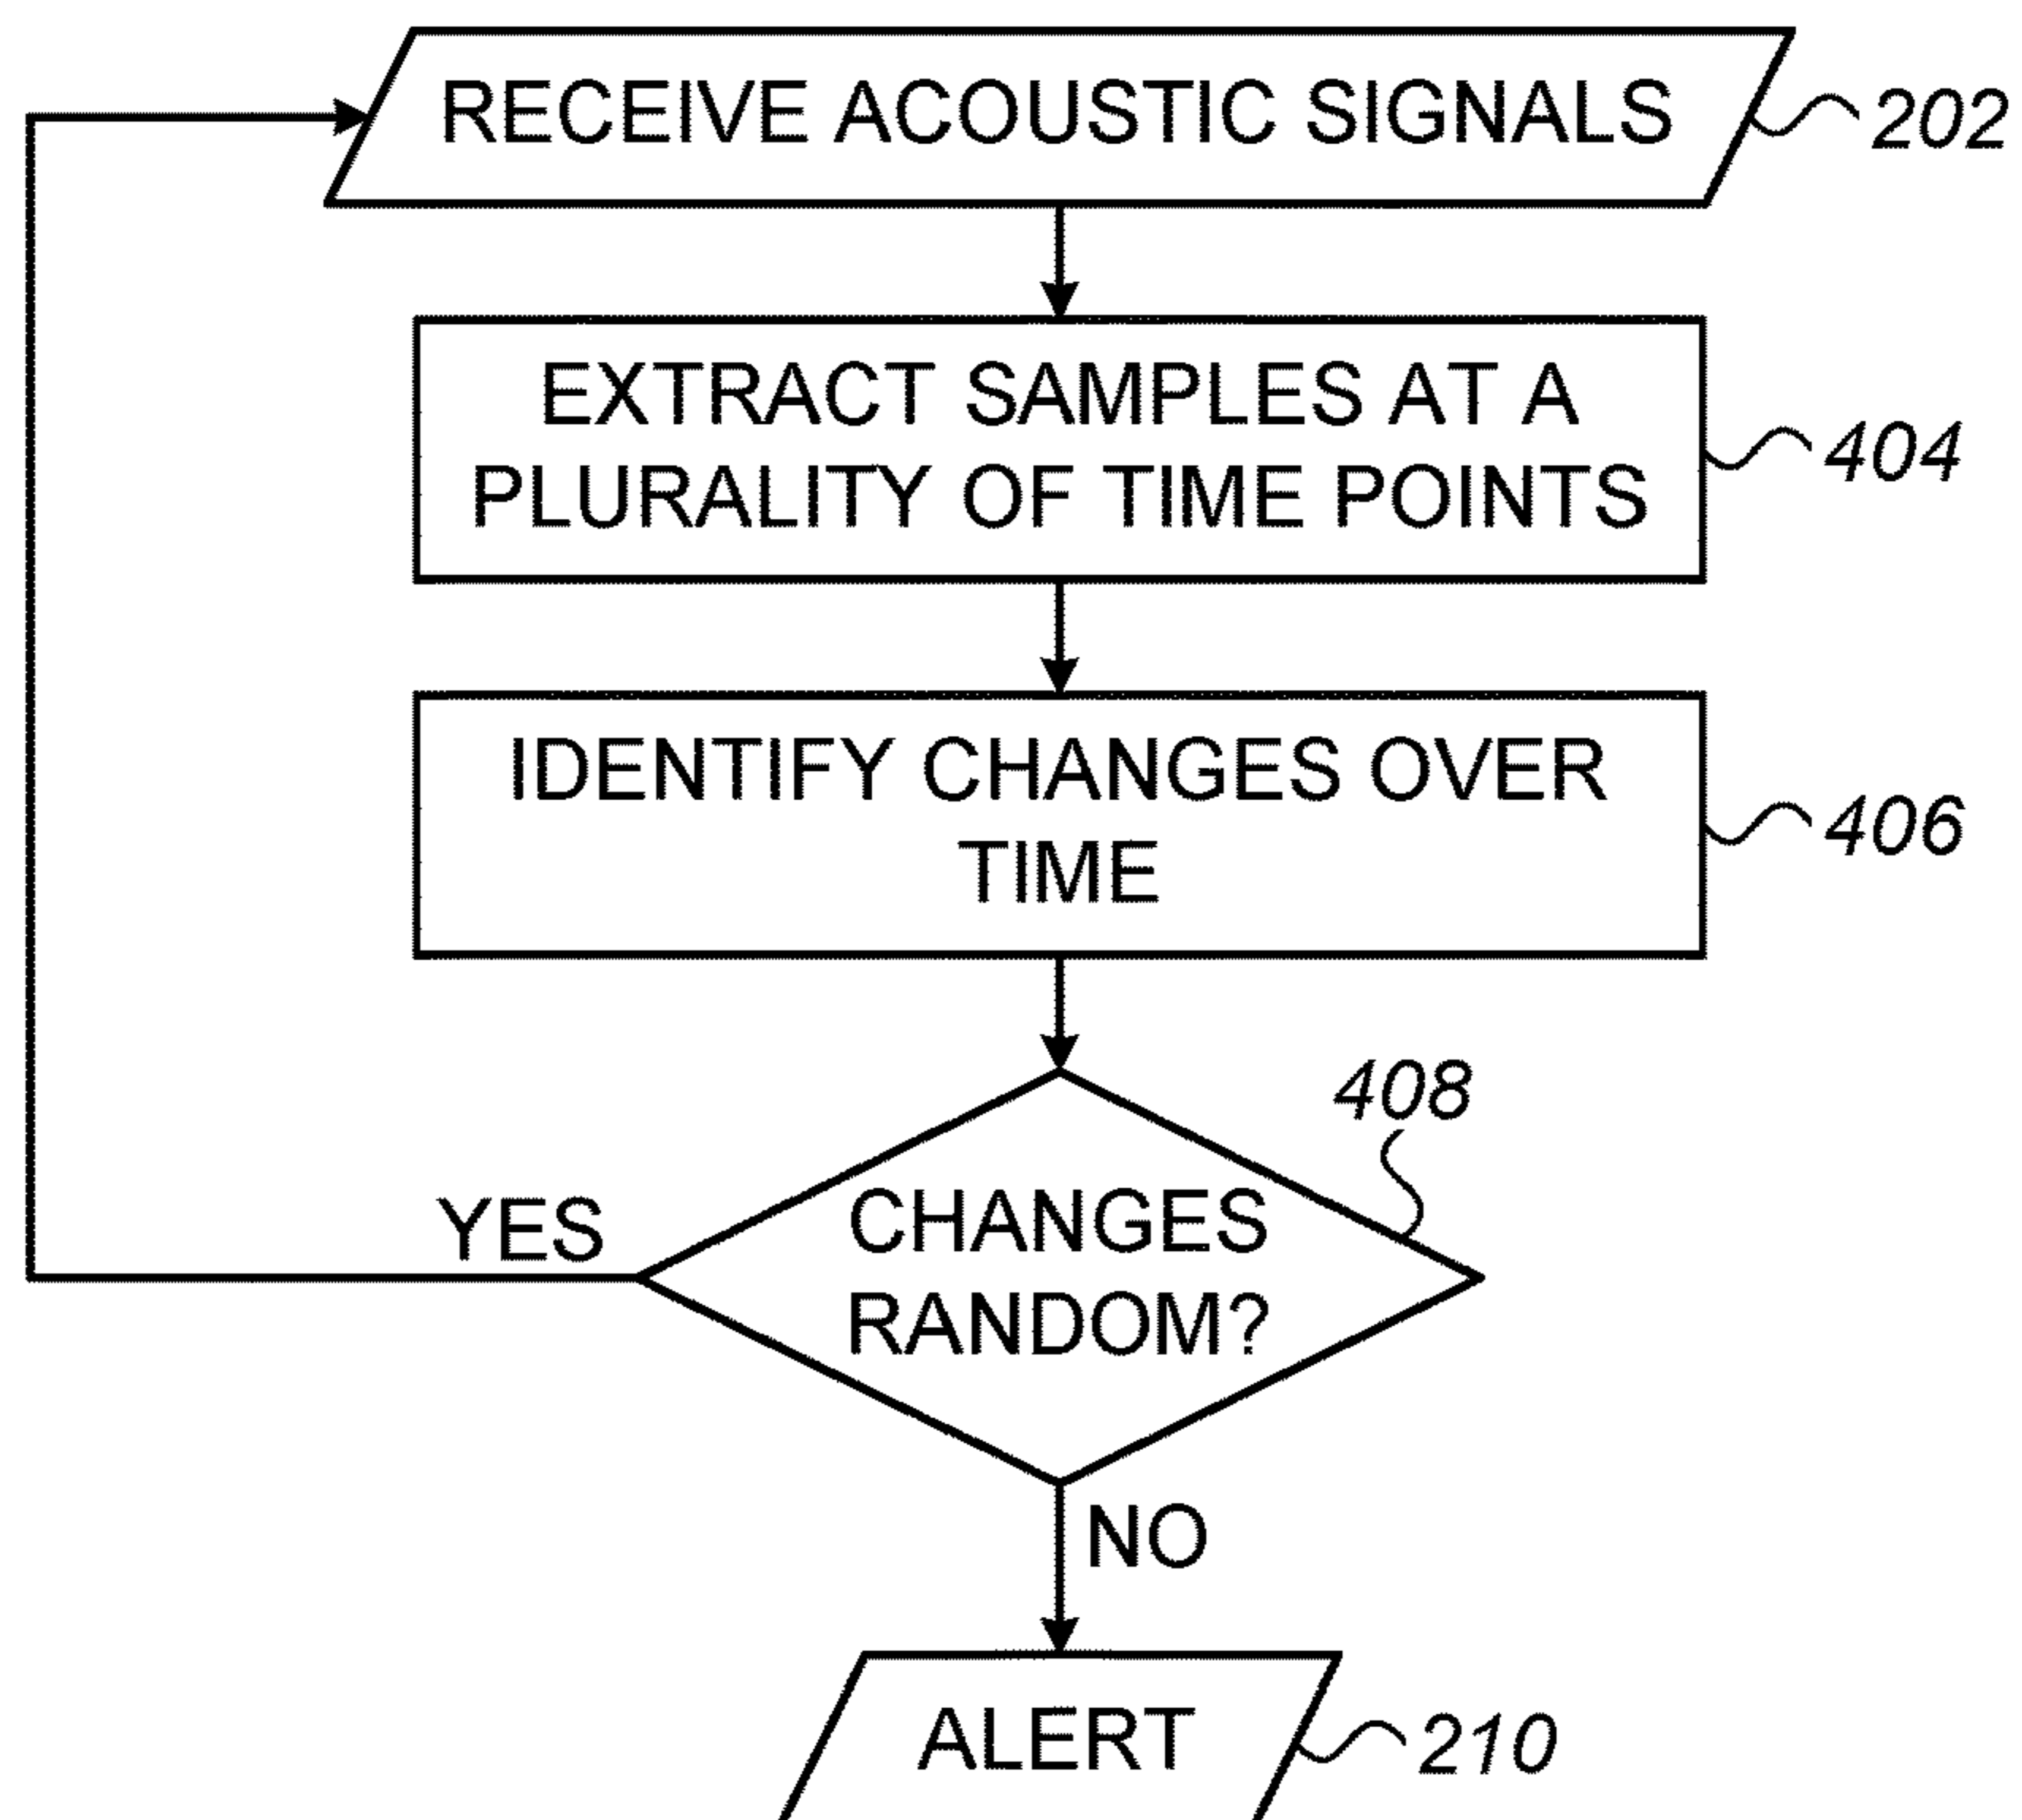 RECEIVE ACOUSTIC SIGNALS
202
EXTRACT SAMPLES AT A
PLURALITY OF TIME POINTS
404
IDENTIFY CHANGES OVER
TIME
406
408
CHANGES
RANDOM?
YES
NO
ALERT
210